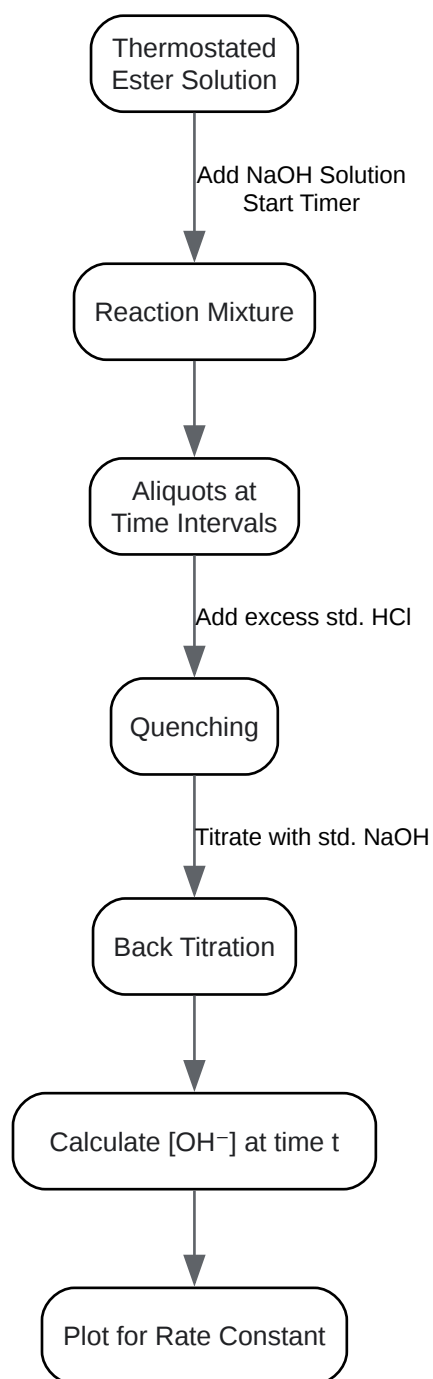 Thermostated
Ester Solution
Add NaOH Solution
Start Timer
Reaction Mixture
Aliquots at
Time Intervals
Add excess std. HCl
Quenching
Titrate with std. NaOH
Back Titration
Calculate [OH⁻] at time t
Plot for Rate Constant